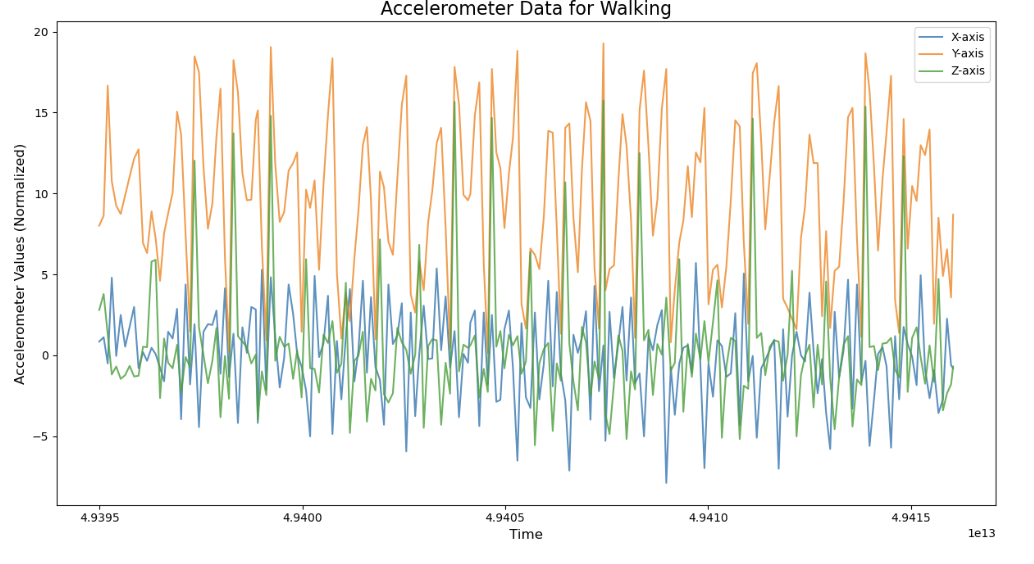 Accelerometer Data for Walking
X-axis
Y-axis
Z-axis
Accelerometer Values (Normalized)
20
15
10
5
0
−5
4.9395 4.9400 4.9405 4.9410 4.9415
1e13
Time